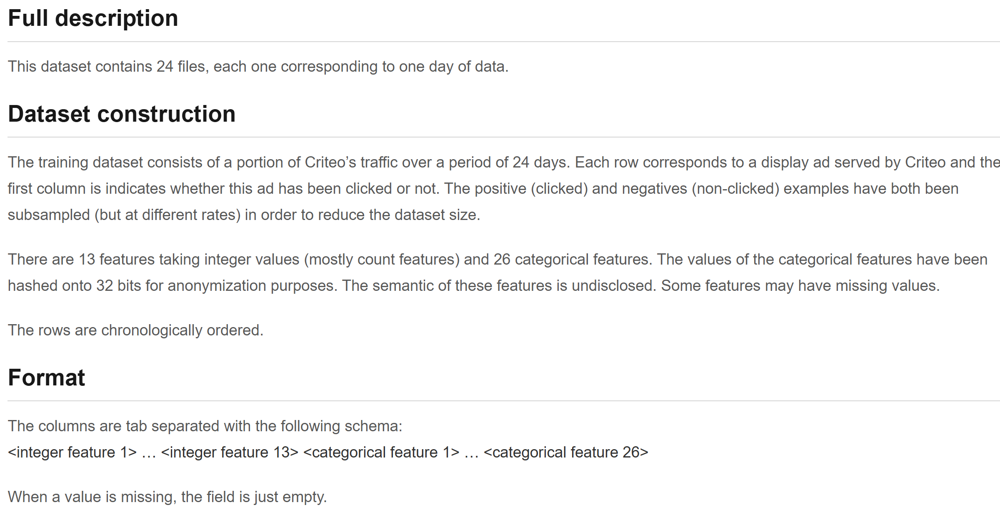 Full description
This dataset contains 24 files, each one corresponding to one day of data.
Dataset construction
The training dataset consists of a portion of Criteo’s traffic over a period of 24 days. Each row corresponds to a display ad served by Criteo and the
first column is indicates whether this ad has been clicked or not. The positive (clicked) and negatives (non-clicked) examples have both been
subsampled (but at different rates) in order to reduce the dataset size.
There are 13 features taking integer values (mostly count features) and 26 categorical features. The values of the categorical features have been
hashed onto 32 bits for anonymization purposes. The semantic of these features is undisclosed. Some features may have missing values.
The rows are chronologically ordered.
Format
The columns are tab separated with the following schema:
<integer feature 1> … <integer feature 13> <categorical feature 1> … <categorical feature 26>
When a value is missing, the field is just empty.